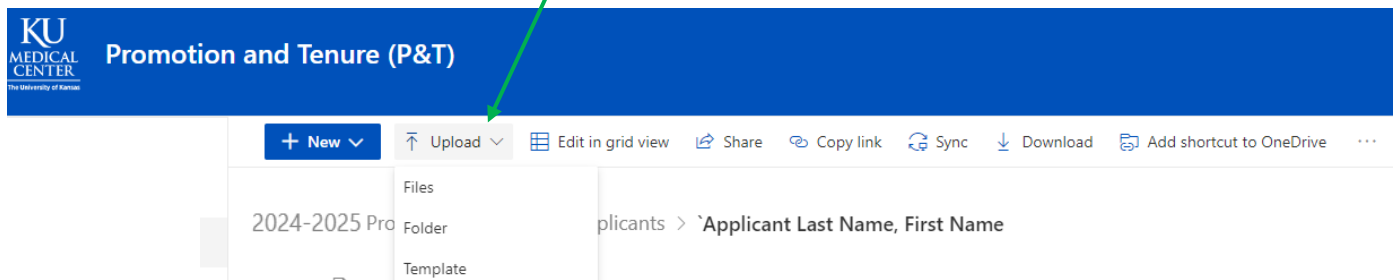 KU
MEDICAL
CENTER
The University of Kansas
Promotion and Tenure (P&T)
New
Upload
Edit in grid view
Share
Copy link
Sync
Download
Add shortcut to OneDrive
...
Files
2024-2025 Pro
Folder
plicants > `Applicant Last Name, First Name
Template